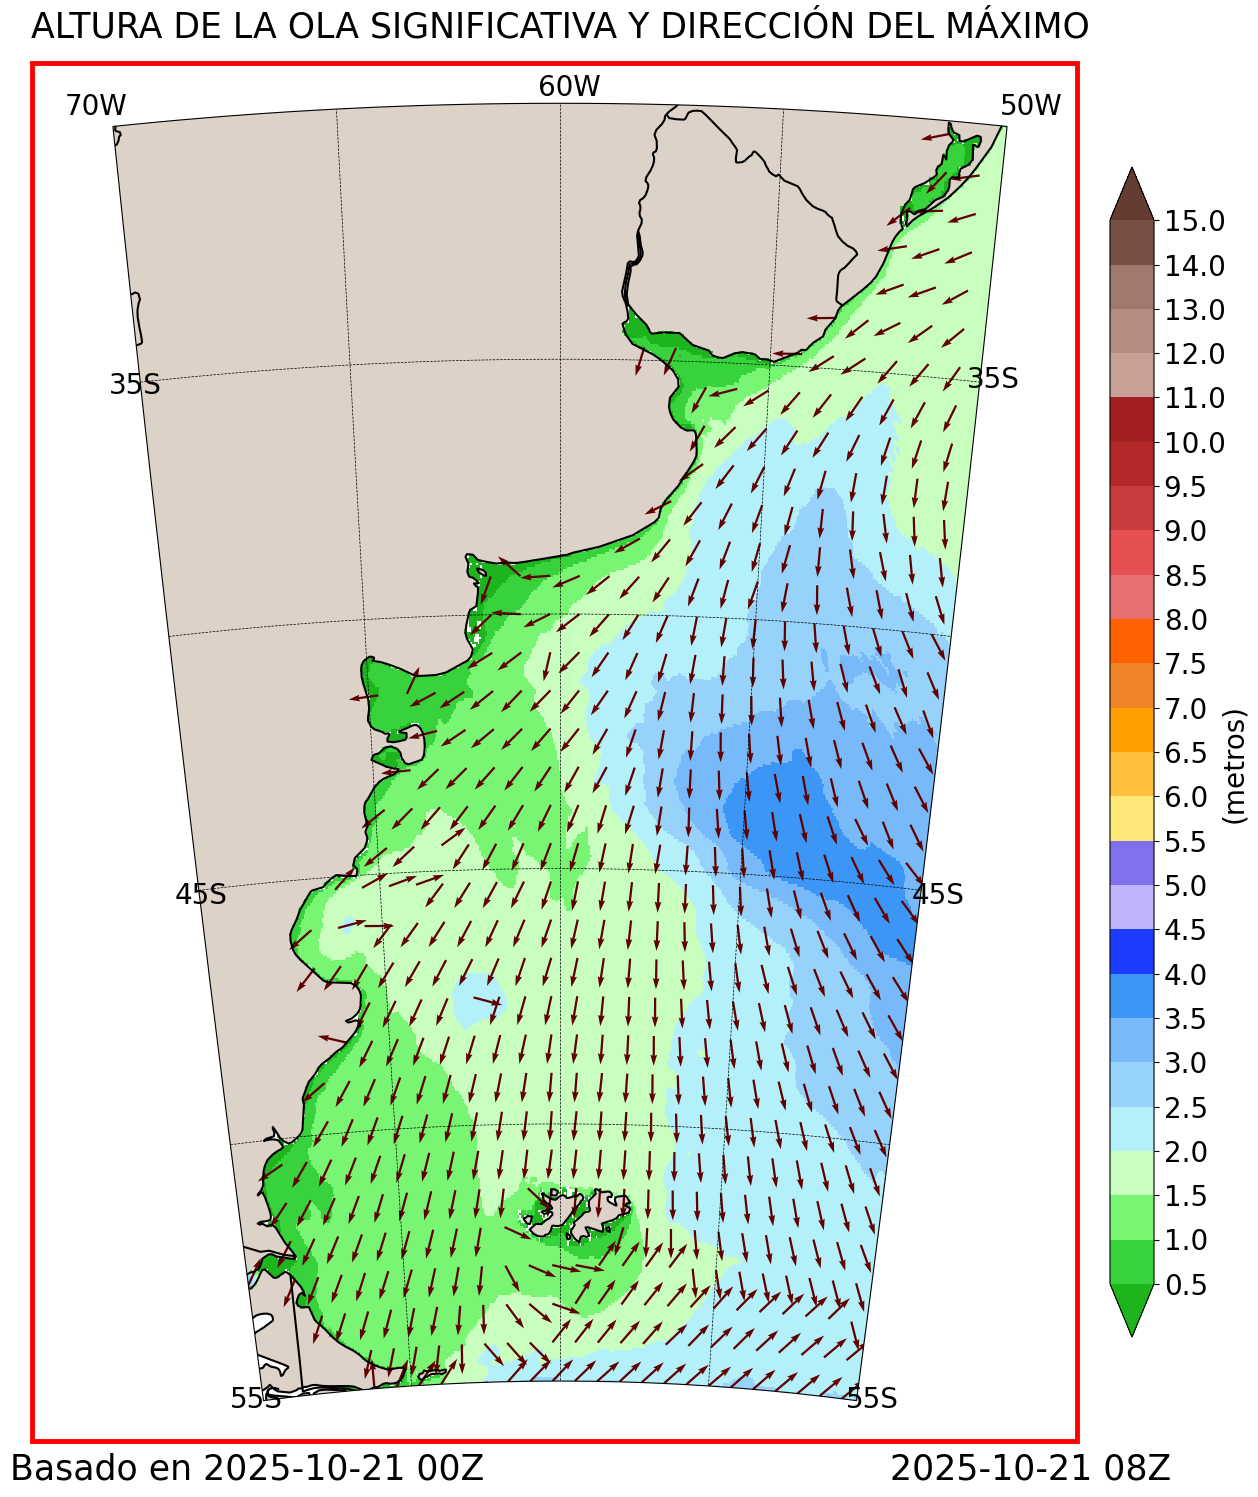 ALTURA DE LA OLA SIGNIFICATIVA Y DIRECCIÓN DEL MÁXIMO
70W
60W
50W
35S
35S
45S
45S
55S
55S
15.0
14.0
13.0
12.0
11.0
10.0
9.5
9.0
8.5
8.0
7.5
7.0
6.5
6.0
5.5
5.0
4.5
4.0
3.5
3.0
2.5
2.0
1.5
1.0
0.5
(metros)
Basado en 2025-10-21 00Z
2025-10-21 08Z